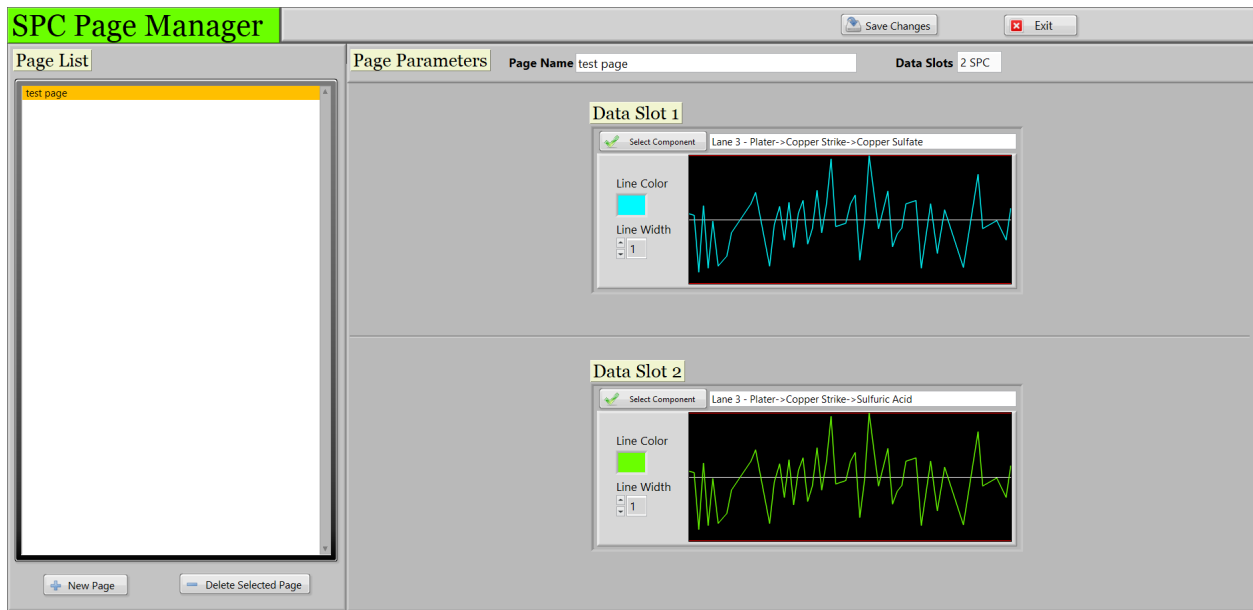 SPC Page Manager
Save Changes
Exit
Page List
Page Parameters
Page Name test page
Data Slots 2 SPC
test page
Data Slot 1
Select Component
Lane 3 - Plater->Copper Strike->Copper Sulfate
Line Color
Line Width
1
Data Slot 2
Select Component
Lane 3 - Plater->Copper Strike->Sulfuric Acid
Line Color
Line Width
1
New Page
Delete Selected Page